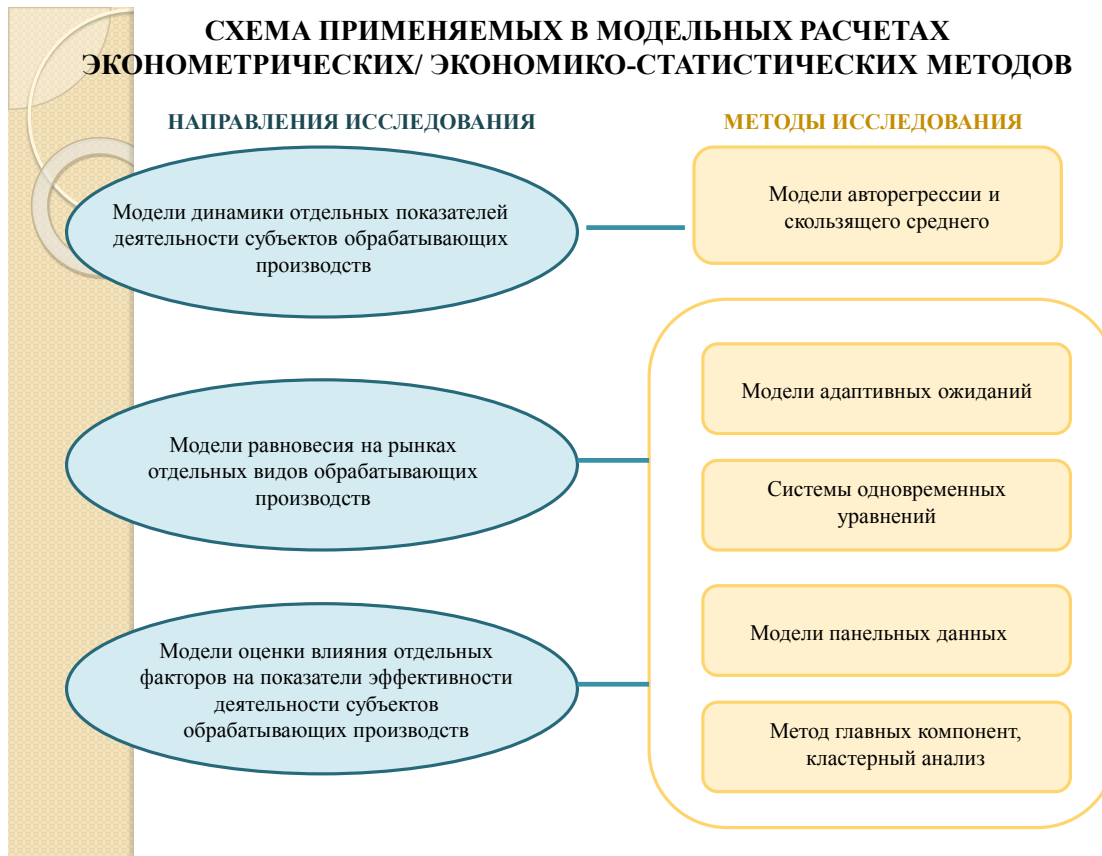 СХЕМА ПРИМЕНЯЕМЫХ В МОДЕЛЬНЫХ РАСЧЕТАХ
ЭКОНОМЕТРИЧЕСКИХ/ ЭКОНОМИКО-СТАТИСТИЧЕСКИХ МЕТОДОВ
НАПРАВЛЕНИЯ ИССЛЕДОВАНИЯ
МЕТОДЫ ИССЛЕДОВАНИЯ
Модели динамики отдельных показателей
деятельности субъектов обрабатывающих
производств
Модели авторегрессии и
скользящего среднего
Модели равновесия на рынках
отдельных видов обрабатывающих
производств
Модели адаптивных ожиданий
Системы одновременных
уравнений
Модели оценки влияния отдельных
факторов на показатели эффективности
деятельности субъектов
обрабатывающих производств
Модели панельных данных
Метод главных компонент,
кластерный анализ